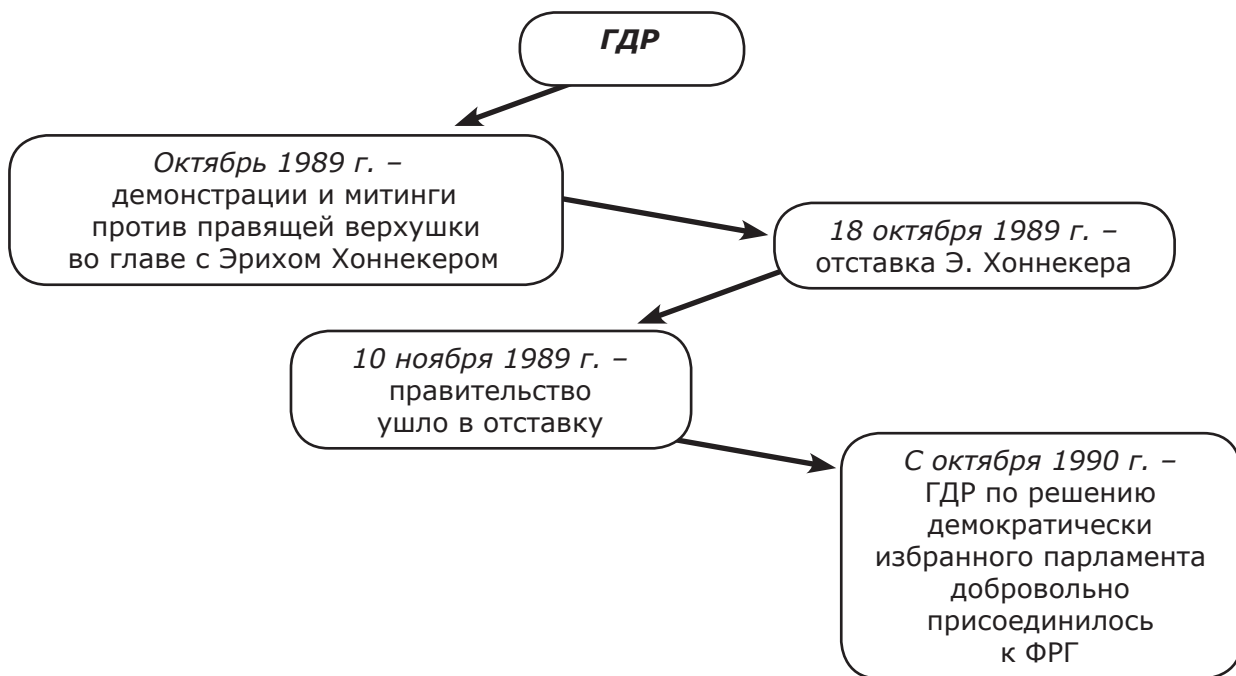 ГДР
Октябрь 1989 г. –
демонстрации и митинги
против правящей верхушки
во главе с Эрихом Хоннекером
18 октября 1989 г. –
отставка Э. Хоннекера
10 ноября 1989 г. –
правительство
ушло в отставку
С октября 1990 г. –
ГДР по решению
демократически
избранного парламента
добровольно
присоединилось
к ФРГ